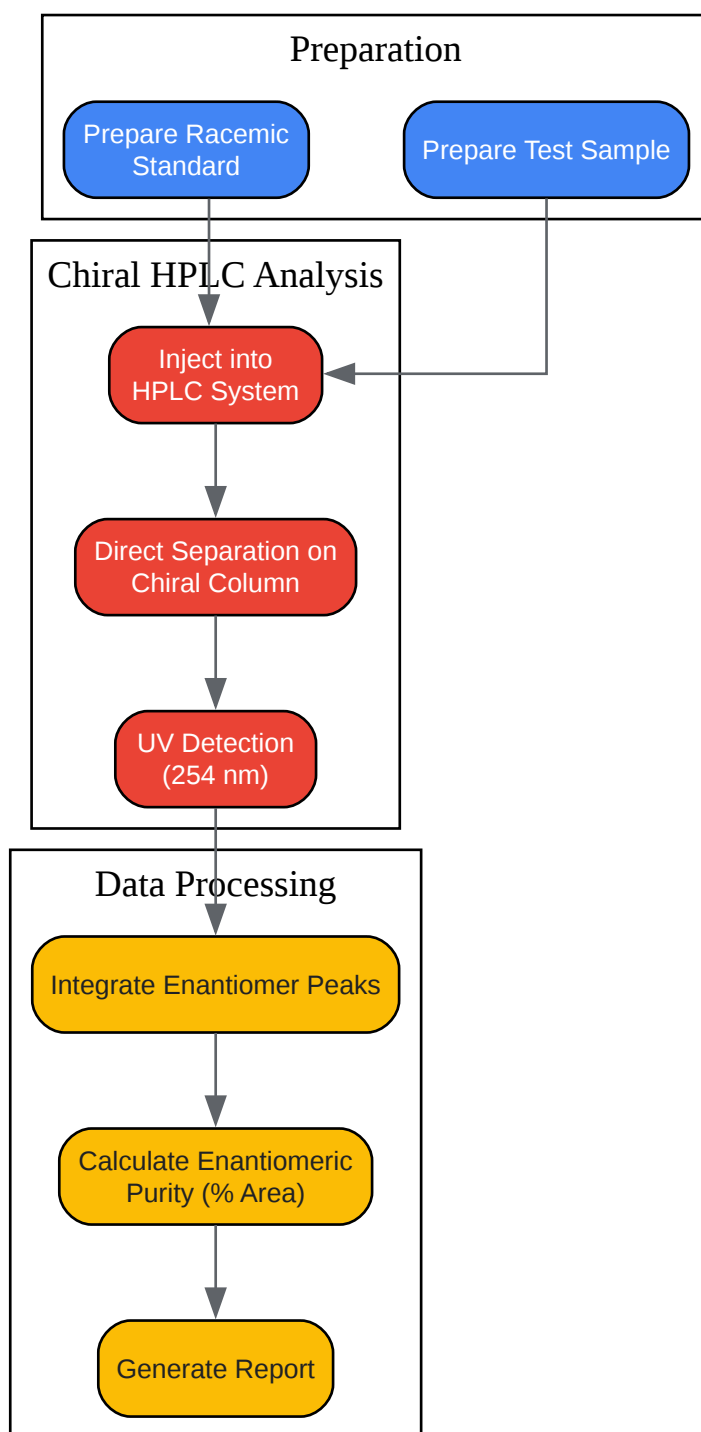 Preparation
Prepare Racemic
Standard
Prepare Test Sample
Chiral HPLC Analysis
Inject into
HPLC System
Direct Separation on
Chiral Column
UV Detection
(254 nm)
Data Processing
Integrate Enantiomer Peaks
Calculate Enantiomeric
Purity (% Area)
Generate Report